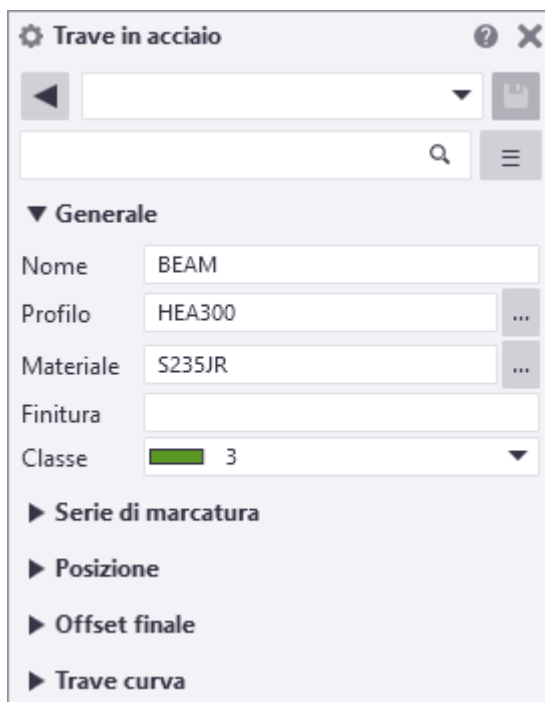 Trave in acciaio
Generale
Nome BEAM
Profilo HEA300 ...
Materiale S235JR ...
Finitura
Classe 3
Serie di marcatura
Posizione
Offset finale
Trave curva